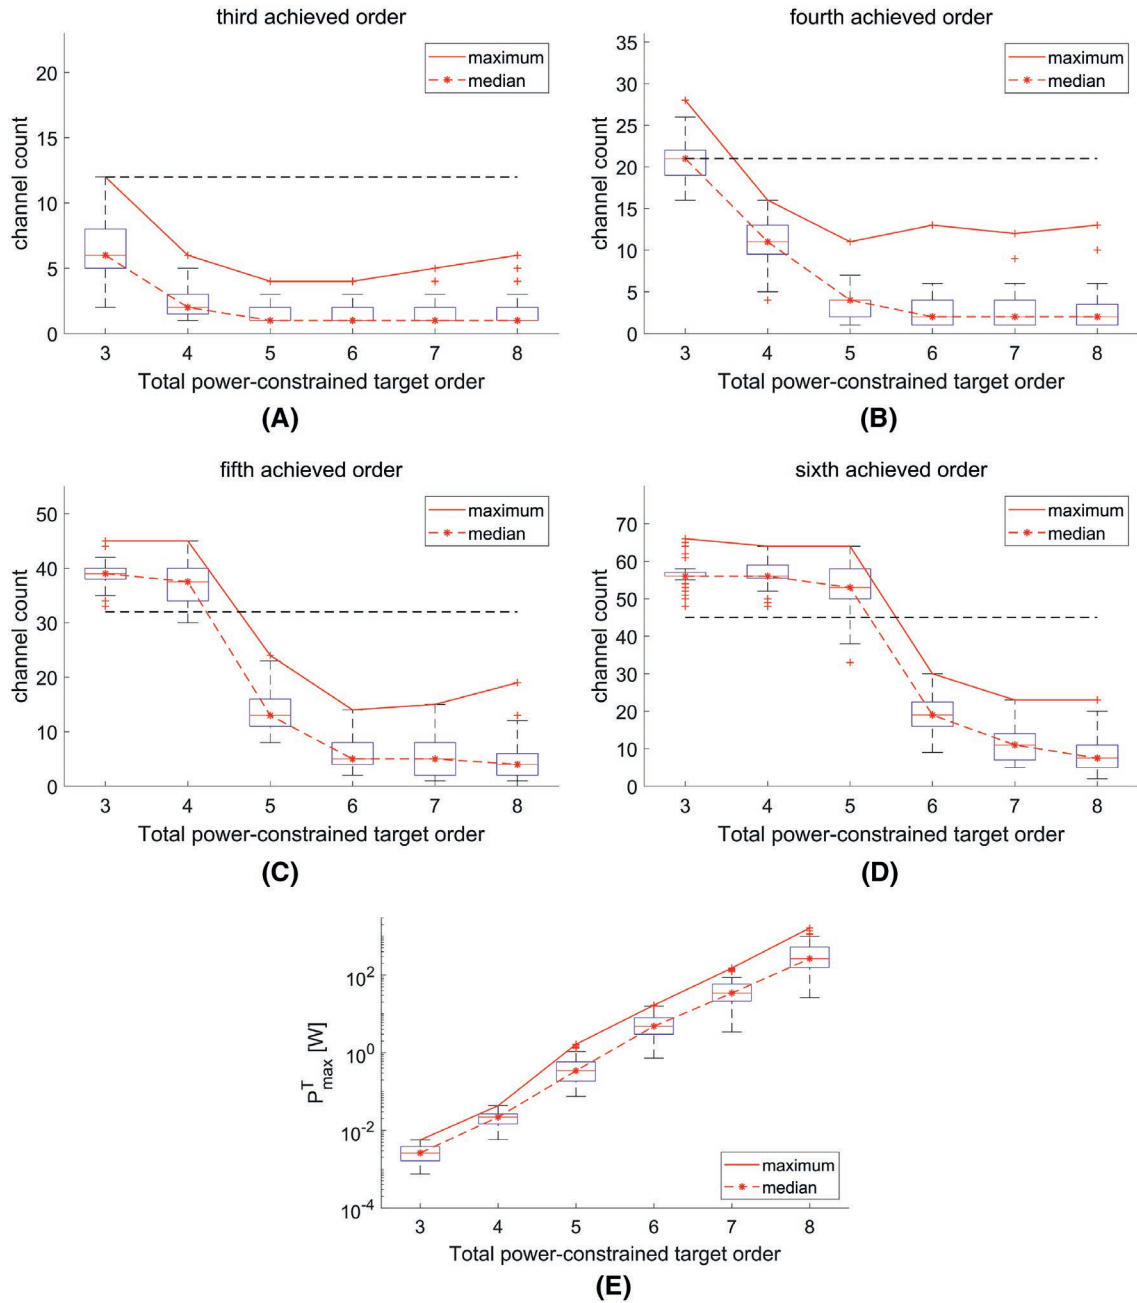 third achieved order
maximum
median
20
15
10
5
0
channel count
3 4 5 6 7 8
Total power-constrained target order
(A)
fourth achieved order
maximum
median
35
30
25
20
15
10
5
0
channel count
3 4 5 6 7 8
Total power-constrained target order
(B)
fifth achieved order
maximum
median
50
40
30
20
10
0
channel count
3 4 5 6 7 8
Total power-constrained target order
(C)
sixth achieved order
maximum
median
70
60
50
40
30
20
10
0
channel count
3 4 5 6 7 8
Total power-constrained target order
(D)
10^2
10^0
10^-2
10^-4
P^T_max [W]
maximum
median
3 4 5 6 7 8
Total power-constrained target order
(E)